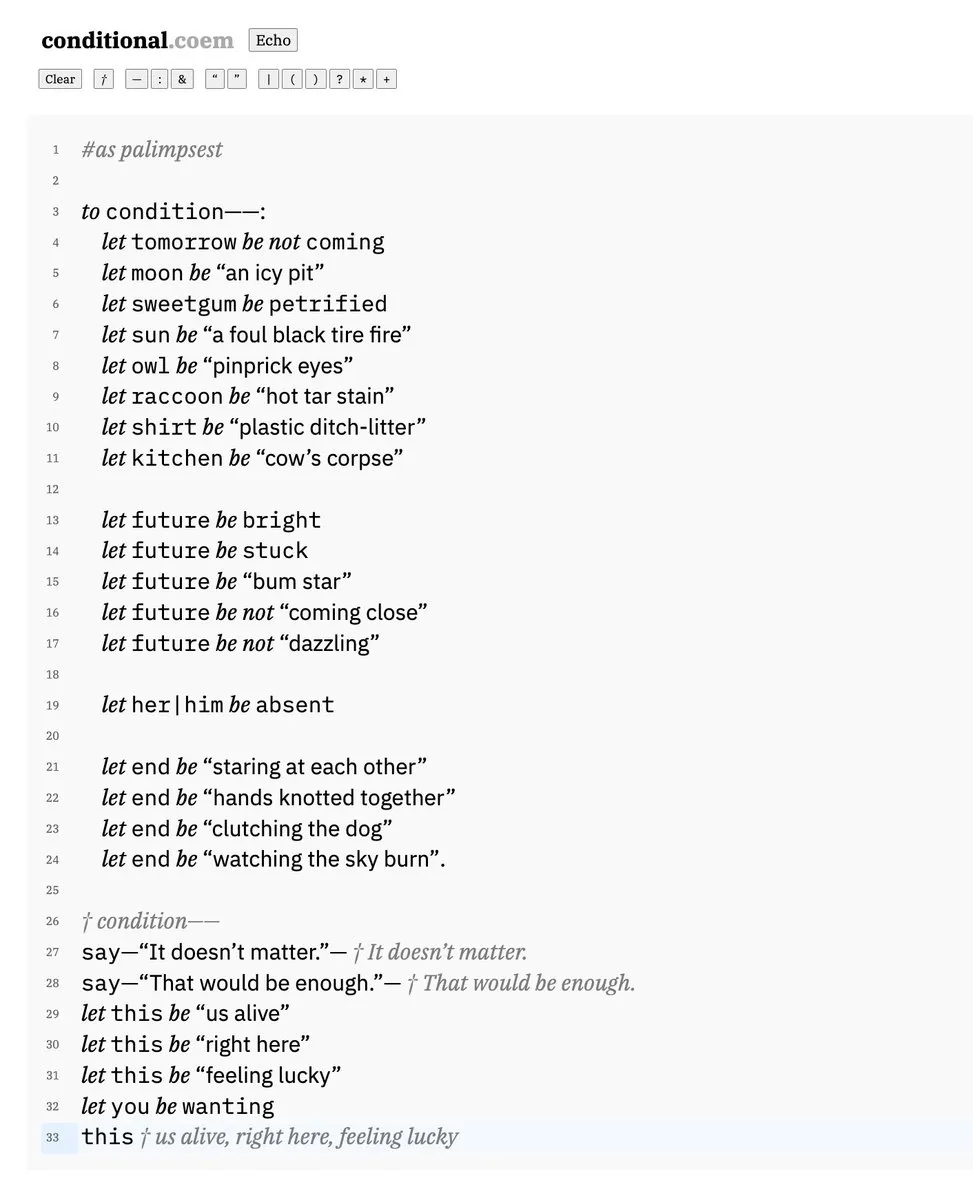 conditional.coem Echo
Clear † — : & “ ” | ( ) ? * +
1 #as palimpsest
2
3 to condition——:
4 let tomorrow be not coming
5 let moon be “an icy pit”
6 let sweetgum be petrified
7 let sun be “a foul black tire fire”
8 let owl be “pinprick eyes”
9 let raccoon be “hot tar stain”
10 let shirt be “plastic ditch-litter”
11 let kitchen be “cow’s corpse”
12
13 let future be bright
14 let future be stuck
15 let future be “bum star”
16 let future be not “coming close”
17 let future be not “dazzling”
18
19 let her|him be absent
20
21 let end be “staring at each other”
22 let end be “hands knotted together”
23 let end be “clutching the dog”
24 let end be “watching the sky burn”.
25
26 † condition——
27 say—“It doesn’t matter.”— † It doesn’t matter.
28 say—“That would be enough.”— † That would be enough.
29 let this be “us alive”
30 let this be “right here”
31 let this be “feeling lucky”
32 let you be wanting
33 this † us alive, right here, feeling lucky